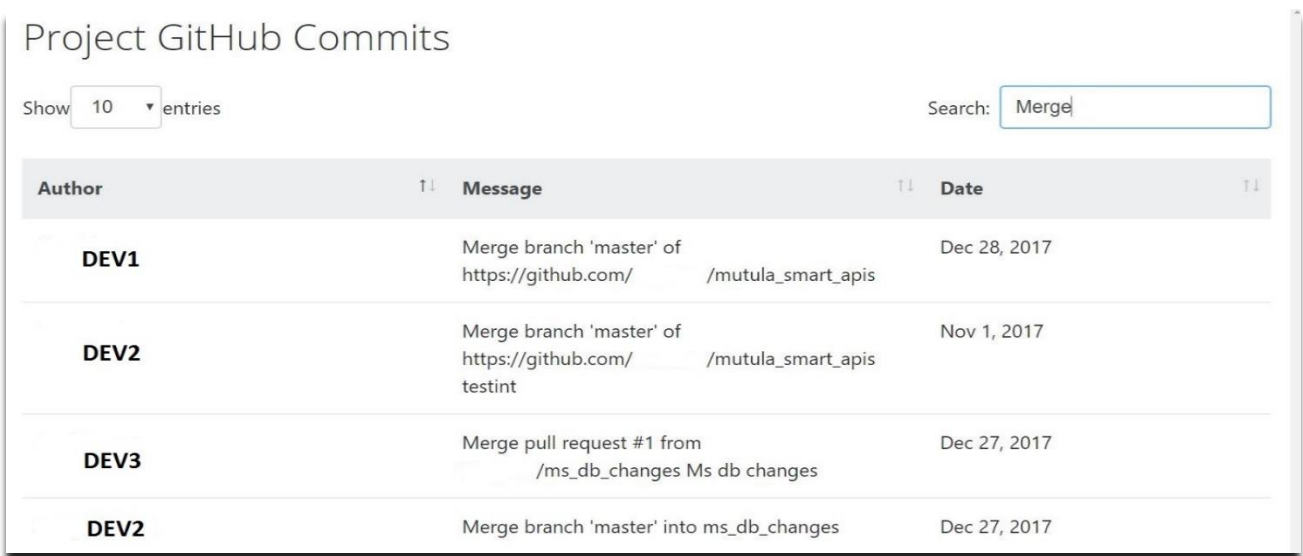 Project GitHub Commits
Show 10 entries
Search: Merge
Author Message Date
DEV1
Merge branch 'master' of
https://github.com/ /mutula_smart_apis
Dec 28, 2017
DEV2
Merge branch 'master' of
https://github.com/ /mutula_smart_apis
testint
Nov 1, 2017
DEV3
Merge pull request #1 from
/ms_db_changes Ms db changes
Dec 27, 2017
DEV2
Merge branch 'master' into ms_db_changes
Dec 27, 2017